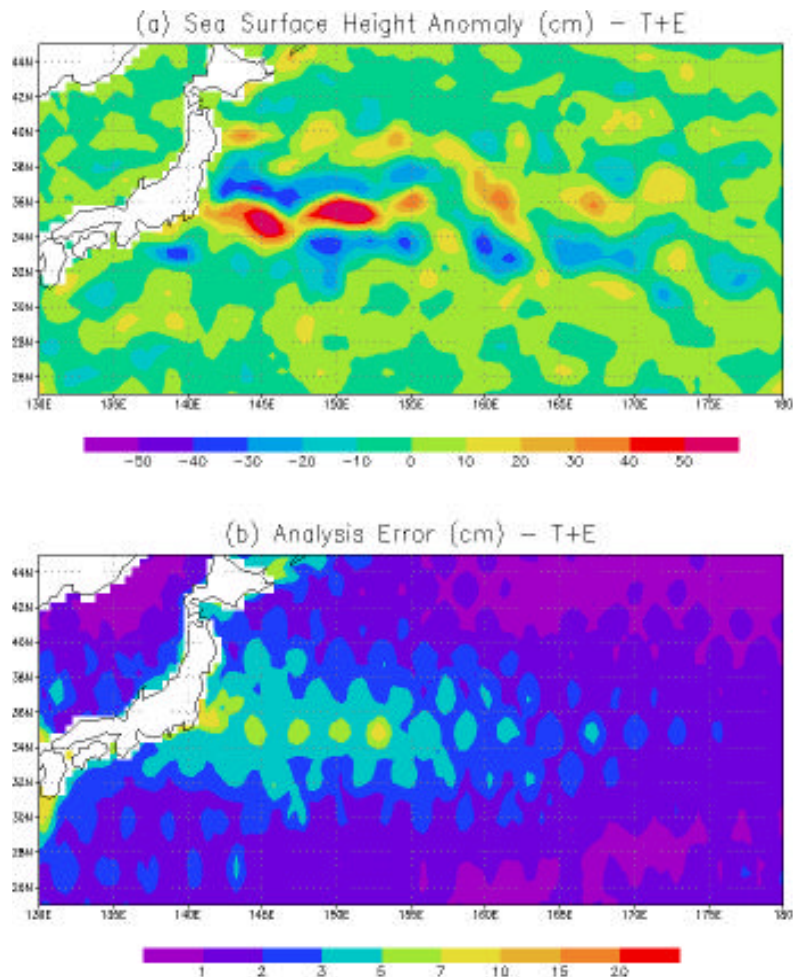 (a) Sea Surface Height Anomaly (cm) – T+E
44N
42N
40N
38N
36N
34N
32N
30N
28N
26N
130E 135E 140E 145E 150E 155E 160E 165E 170E 175E 180
−50 −40 −30 −20 −10 0 10 20 30 40 50
(b) Analysis Error (cm) – T+E
44N
42N
40N
38N
36N
34N
32N
30N
28N
26N
130E 135E 140E 145E 150E 155E 160E 165E 170E 175E 180
1 2 3 5 7 10 15 20